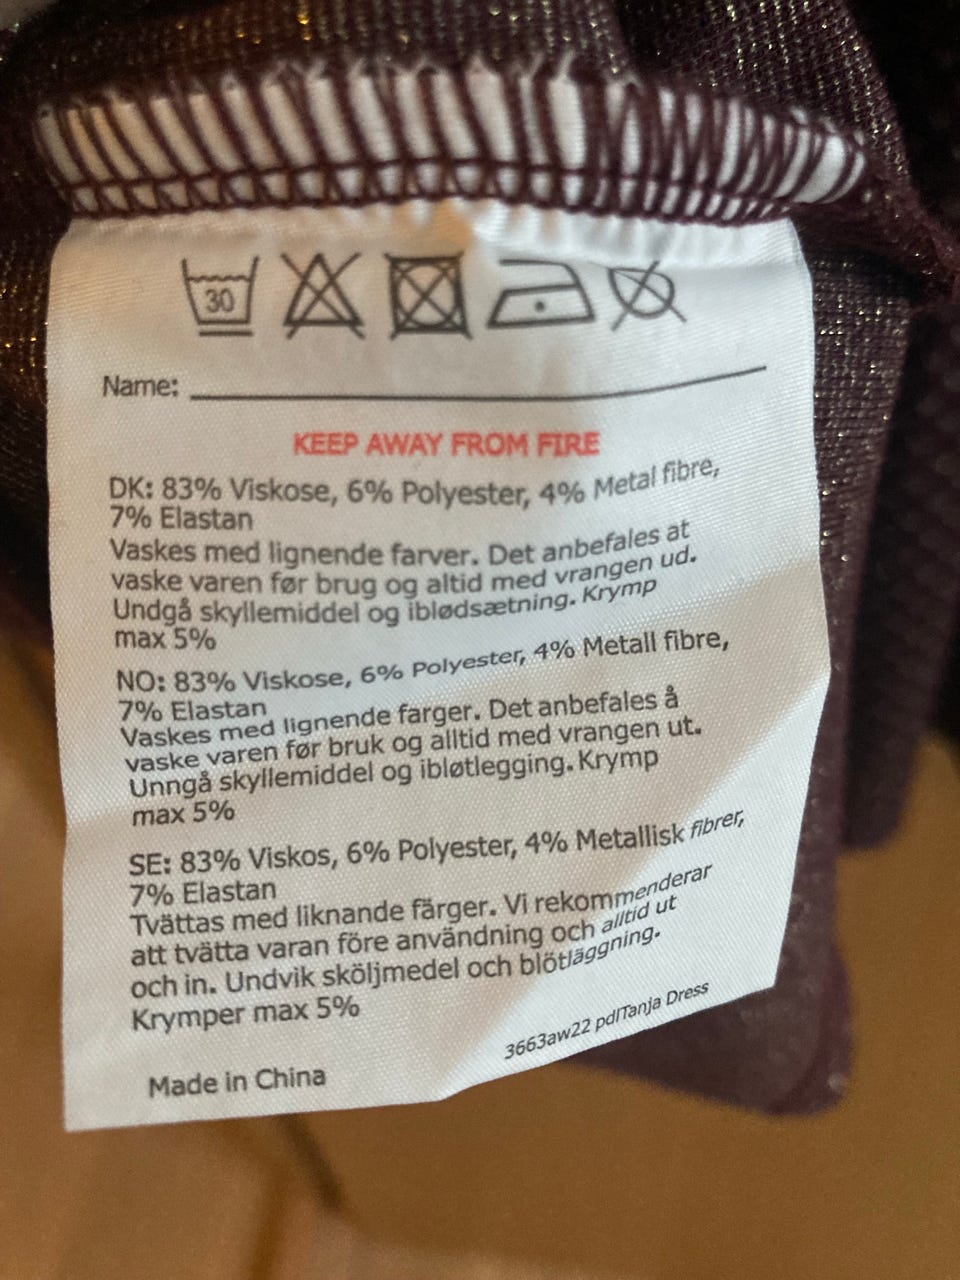 30
Name:
KEEP AWAY FROM FIRE
DK: 83% Viskose, 6% Polyester, 4% Metal fibre,
7% Elastan
Vaskes med lignende farver. Det anbefales at
vaske varen før brug og altid med vrangen ud.
Undgå skyllemiddel og iblødsætning. Krymp
max 5%
NO: 83% Viskose, 6% Polyester, 4% Metall fibre,
7% Elastan
Vaskes med lignende farger. Det anbefales å
vaske varen før bruk og alltid med vrangen ut.
Unngå skyllemiddel og ibløtlegging. Krymp
max 5%
SE: 83% Viskos, 6% Polyester, 4% Metallisk fibrer,
7% Elastan
Tvättas med liknande färger. Vi rekommenderar
att tvätta varan före användning och alltid ut
och in. Undvik sköljmedel och blötläggning.
Krymper max 5%
3663aw22 pdlTanja Dress
Made in China